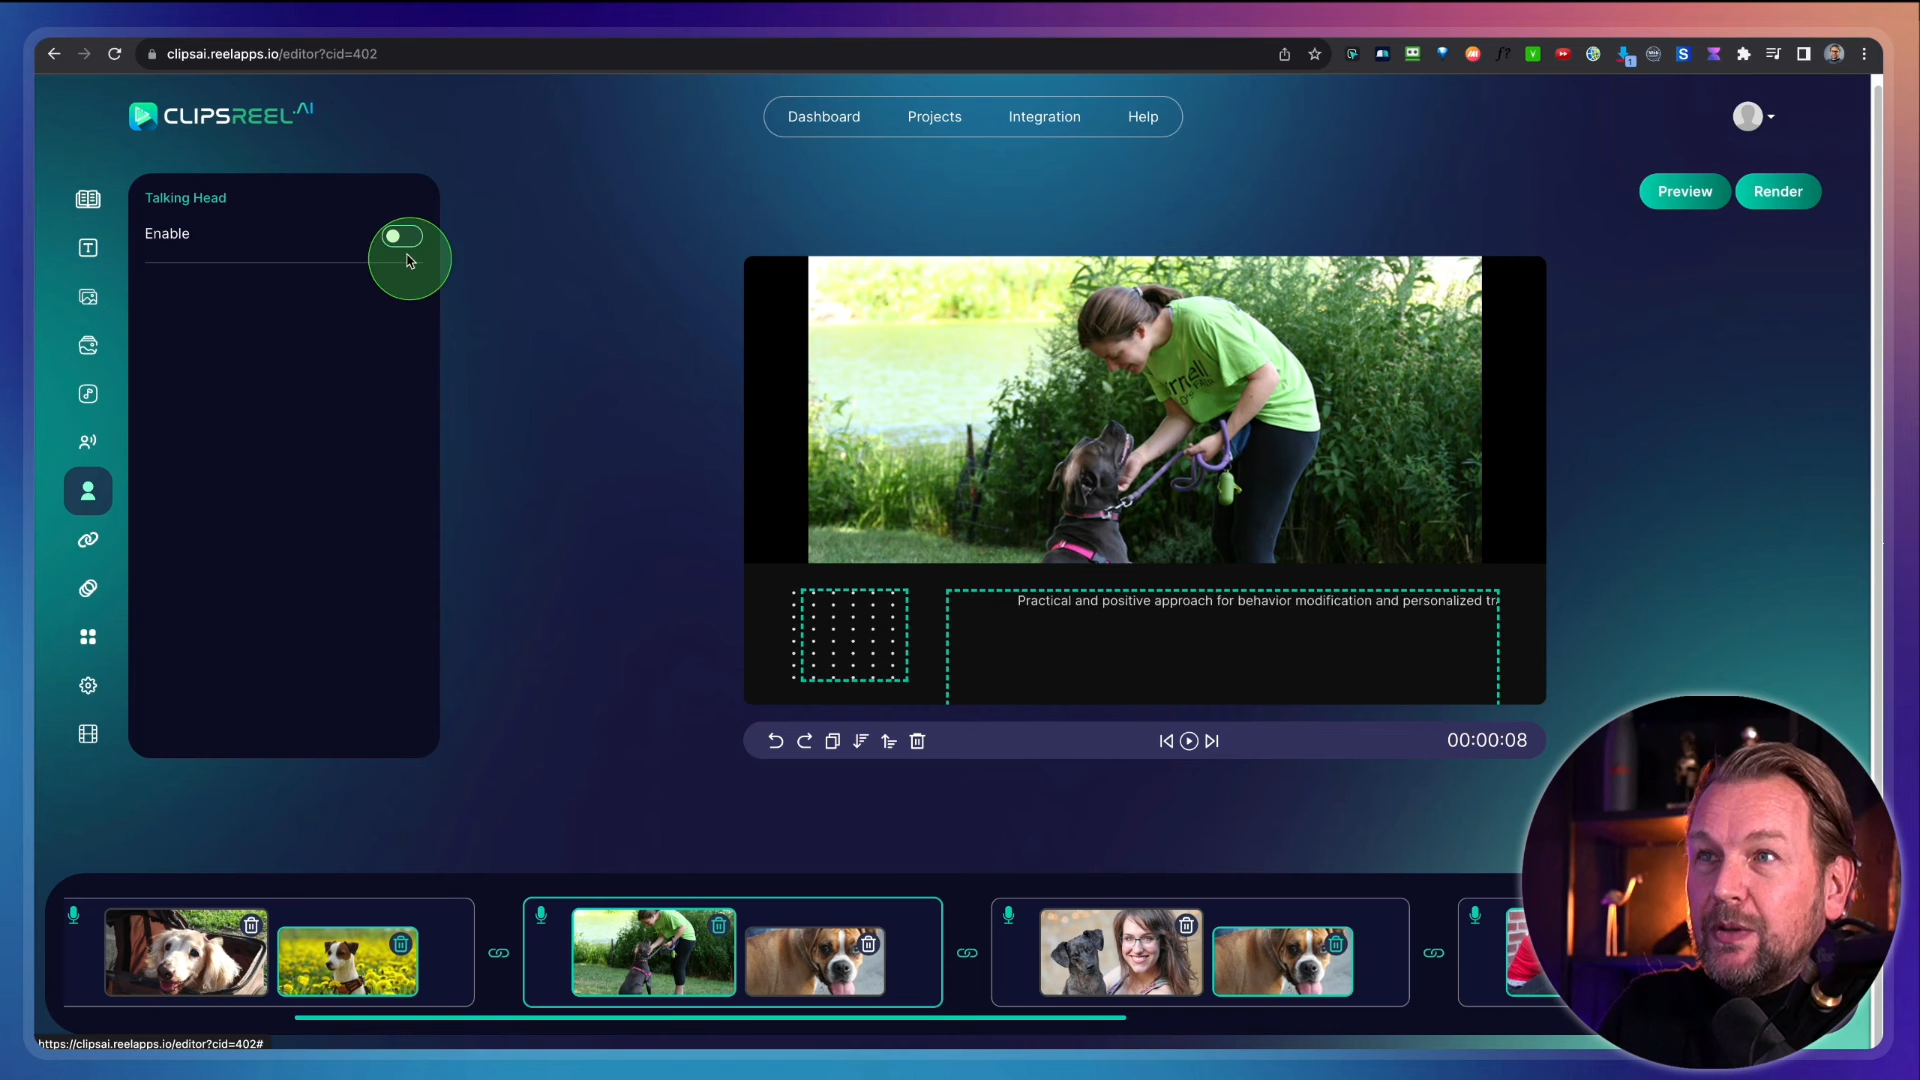 clipsai.reelapps.io/editor?cid=402
CLIPSREEL.AI
Dashboard
Projects
Integration
Help
Talking Head
Enable
Preview
Render
Practical and positive approach for behavior modification and personalized tr
00:00:08
https://clipsai.reelapps.io/editor?cid=402#